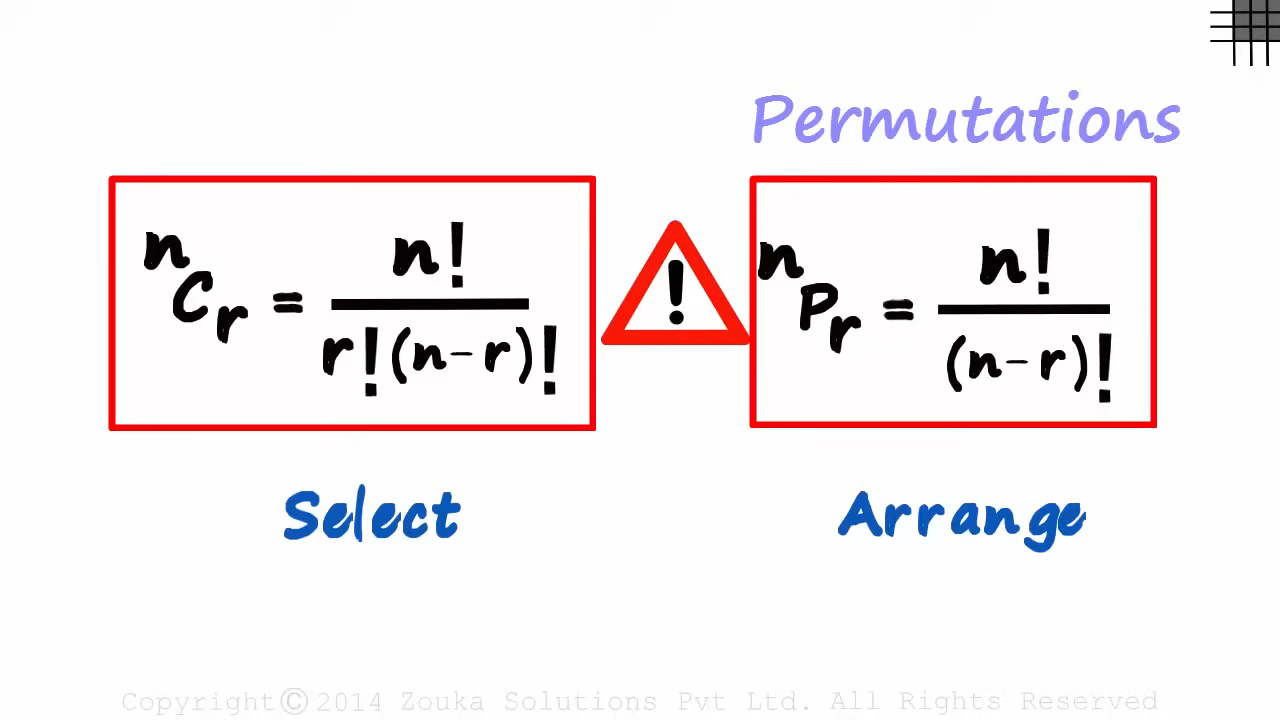 Permutations
nCr = n! / r!(n-r)!
!
nPr = n! / (n-r)!
Select
Arrange
Copyright© 2014 Zouka Solutions Pvt Ltd. All Rights Reserved